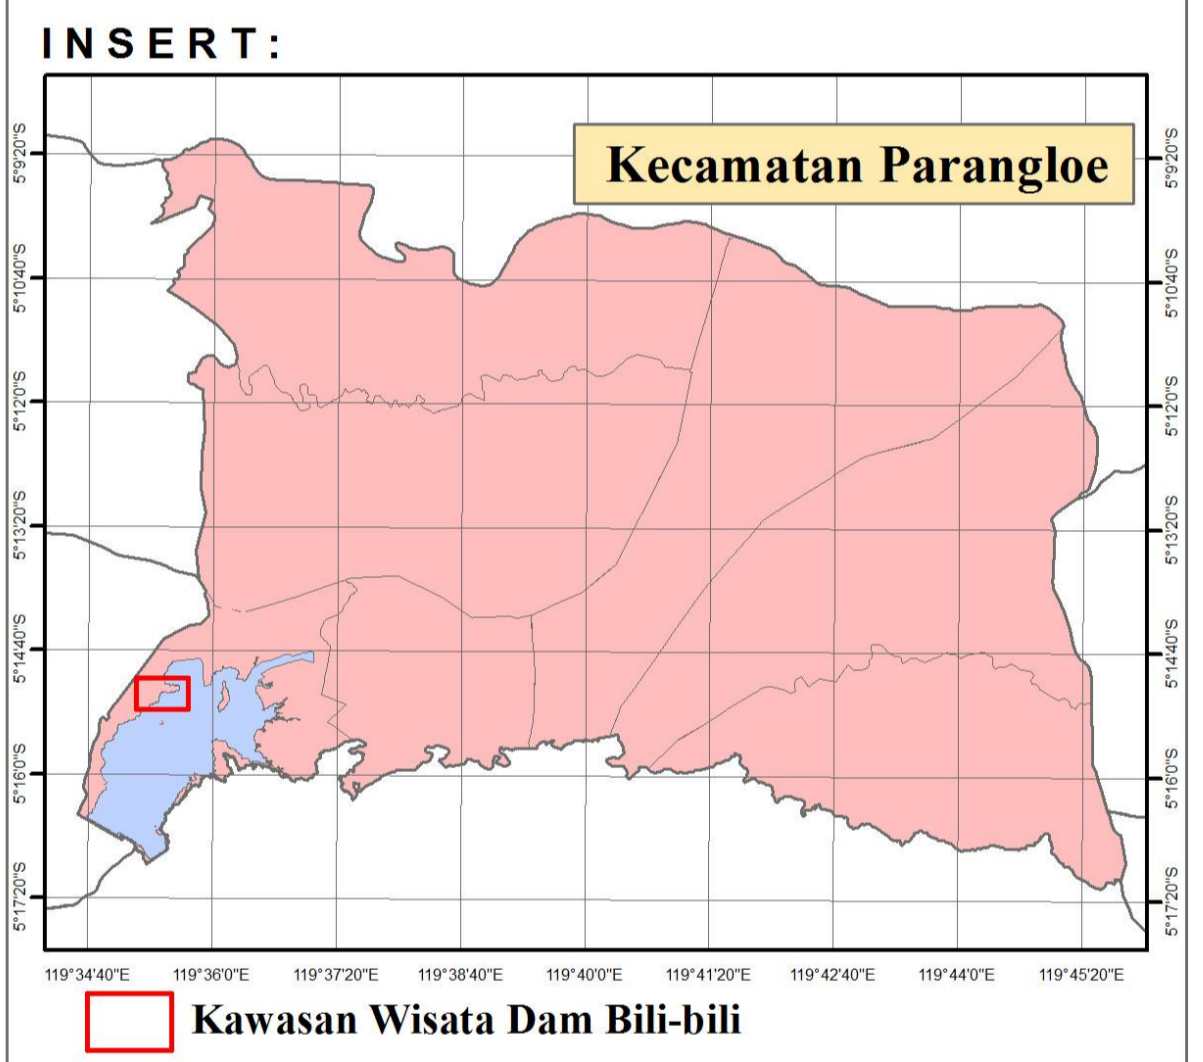 INSERT:
Kecamatan Parangloe
5°9'20"S
5°10'40"S
5°12'0"S
5°13'20"S
5°14'40"S
5°16'0"S
5°17'20"S
5°9'20"S
5°10'40"S
5°12'0"S
5°13'20"S
5°14'40"S
5°16'0"S
5°17'20"S
119°34'40"E 119°36'0"E 119°37'20"E 119°38'40"E 119°40'0"E 119°41'20"E 119°42'40"E 119°44'0"E 119°45'20"E
Kawasan Wisata Dam Bili-bili